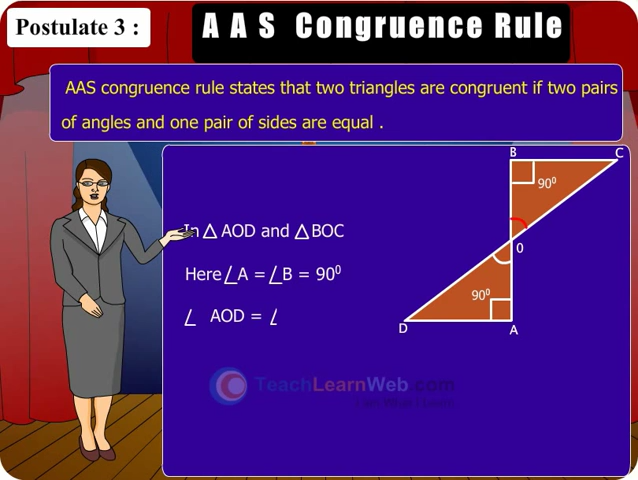 Postulate 3 :
A A S Congruence Rule
AAS congruence rule states that two triangles are congruent if two pairs
of angles and one pair of sides are equal .
B
C
90⁰
In △ AOD and △ BOC
O
Here ∠A = ∠B = 90⁰
90⁰
∠ AOD = ∠
D
A
TeachLearnWeb.com